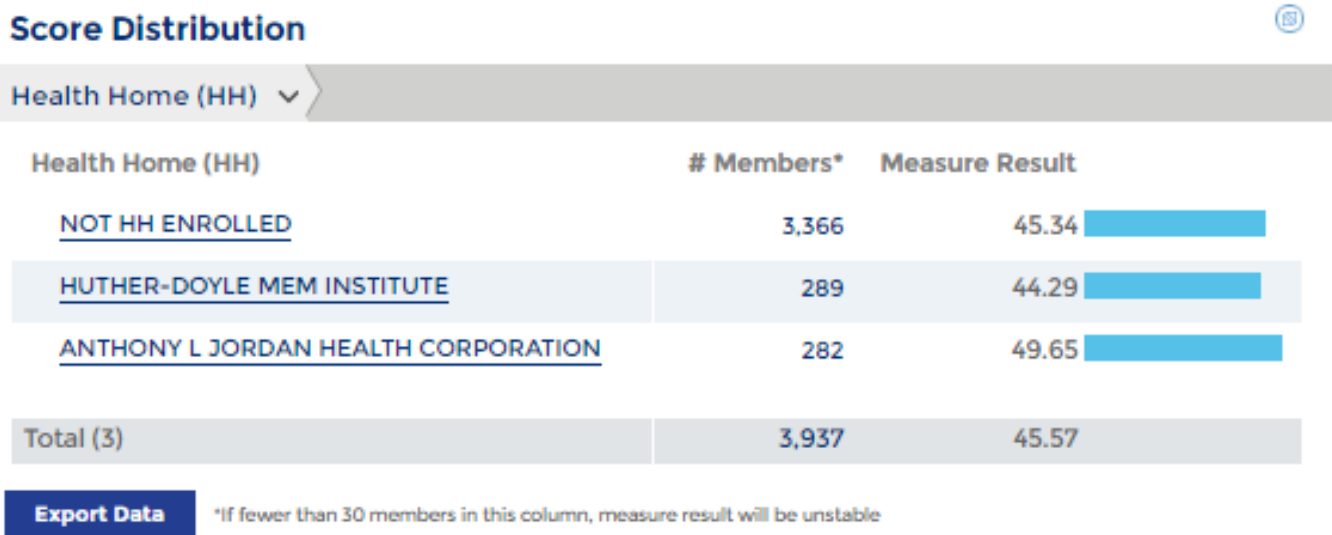 Score Distribution
Health Home (HH)
Health Home (HH) # Members* Measure Result
NOT HH ENROLLED 3,366 45.34
HUTHER-DOYLE MEM INSTITUTE 289 44.29
ANTHONY L JORDAN HEALTH CORPORATION 282 49.65
Total (3) 3,937 45.57
Export Data *If fewer than 30 members in this column, measure result will be unstable